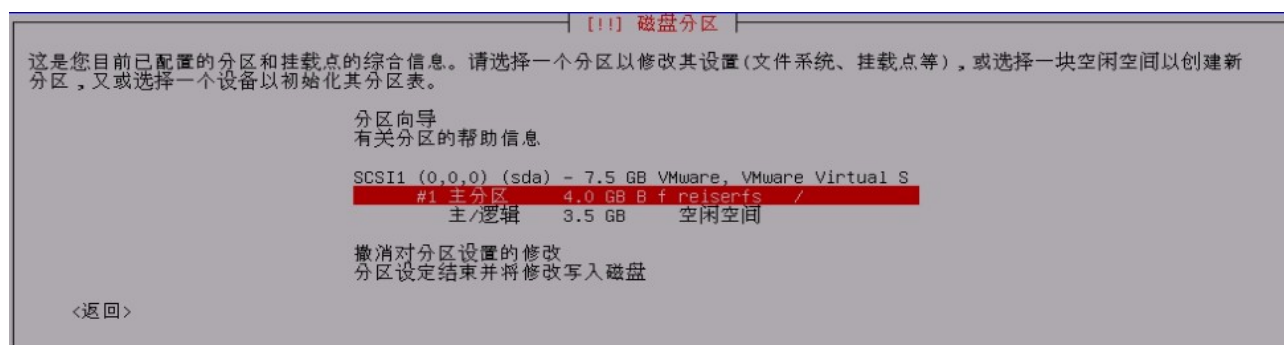 [!!] 磁盘分区
这是您目前已配置的分区和挂载点的综合信息。请选择一个分区以修改其设置(文件系统、挂载点等),或选择一块空闲空间以创建新
分区,又或选择一个设备以初始化其分区表。
分区向导
有关分区的帮助信息
SCSI1 (0,0,0) (sda) - 7.5 GB VMware, VMware Virtual S
#1 主分区 4.0 GB B f reiserfs /
主/逻辑 3.5 GB 空闲空间
撤消对分区设置的修改
分区设定结束并将修改写入磁盘
<返回>